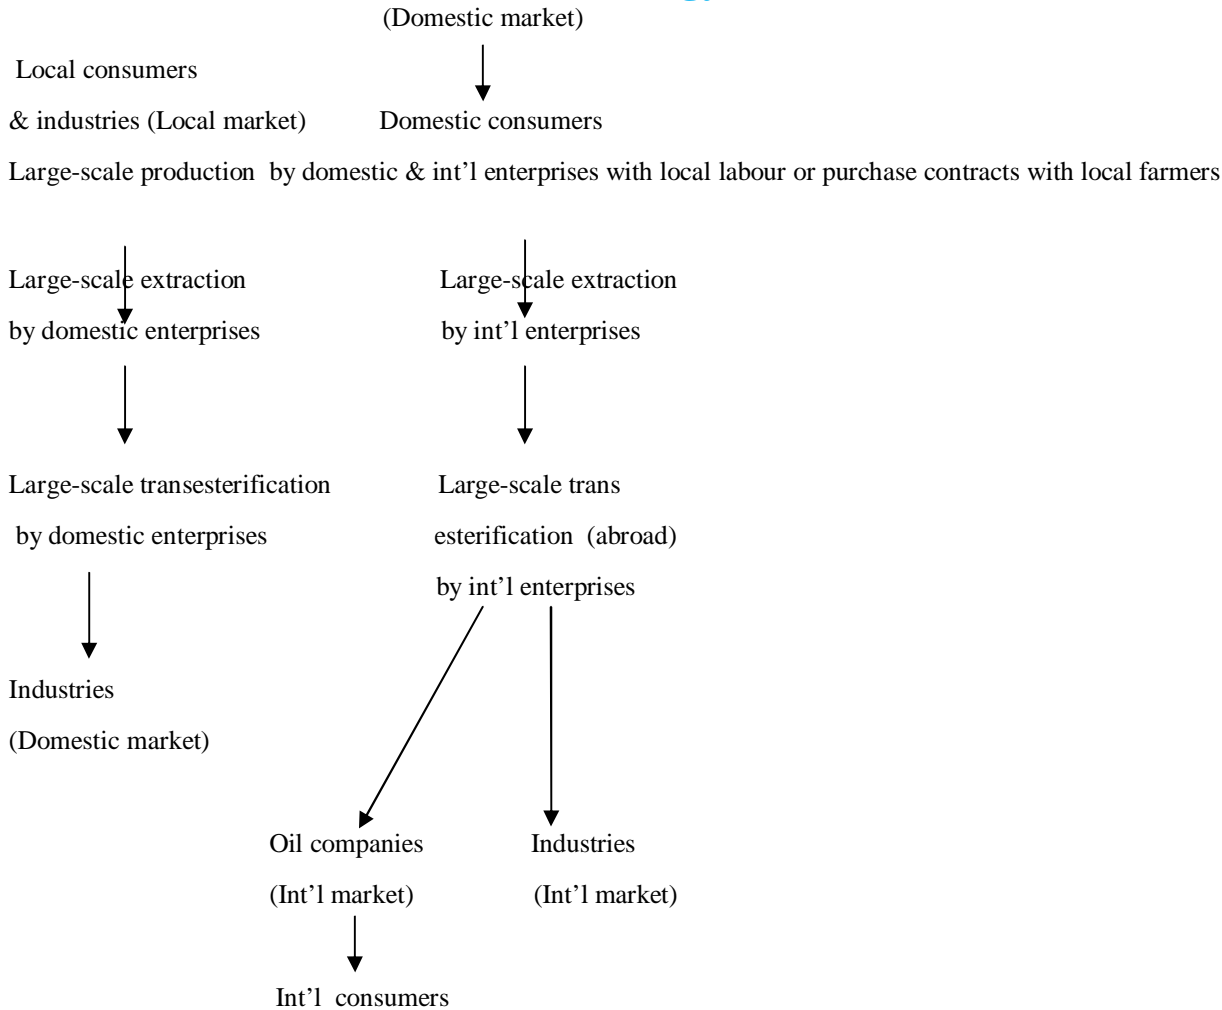 (Domestic market)
Local consumers
& industries (Local market) Domestic consumers
Large-scale production by domestic & int’l enterprises with local labour or purchase contracts with local farmers
Large-scale extraction Large-scale extraction
by domestic enterprises by int’l enterprises
Large-scale transesterification Large-scale trans
by domestic enterprises esterification (abroad)
by int’l enterprises
Industries
(Domestic market)
Oil companies Industries
(Int’l market) (Int’l market)
Int’l consumers